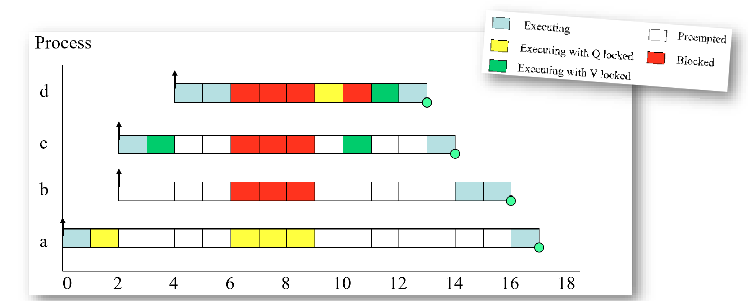 Process
Executing
Preempted
Executing with Q locked
Blocked
Executing with V locked
d
c
b
a
0 2 4 6 8 10 12 14 16 18